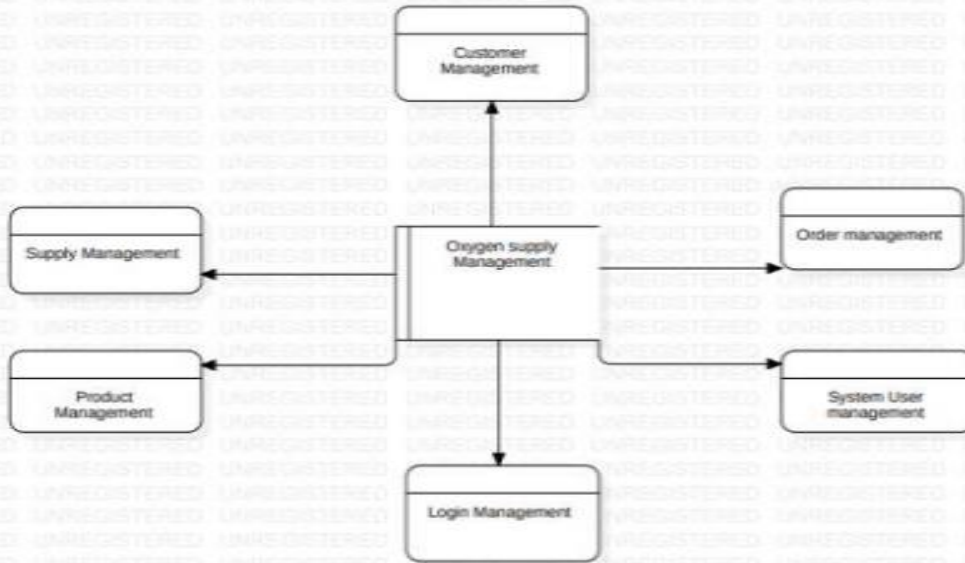 Customer
Management
Supply Management
Oxygen supply
Management
Order management
Product
Management
System User
management
Login Management